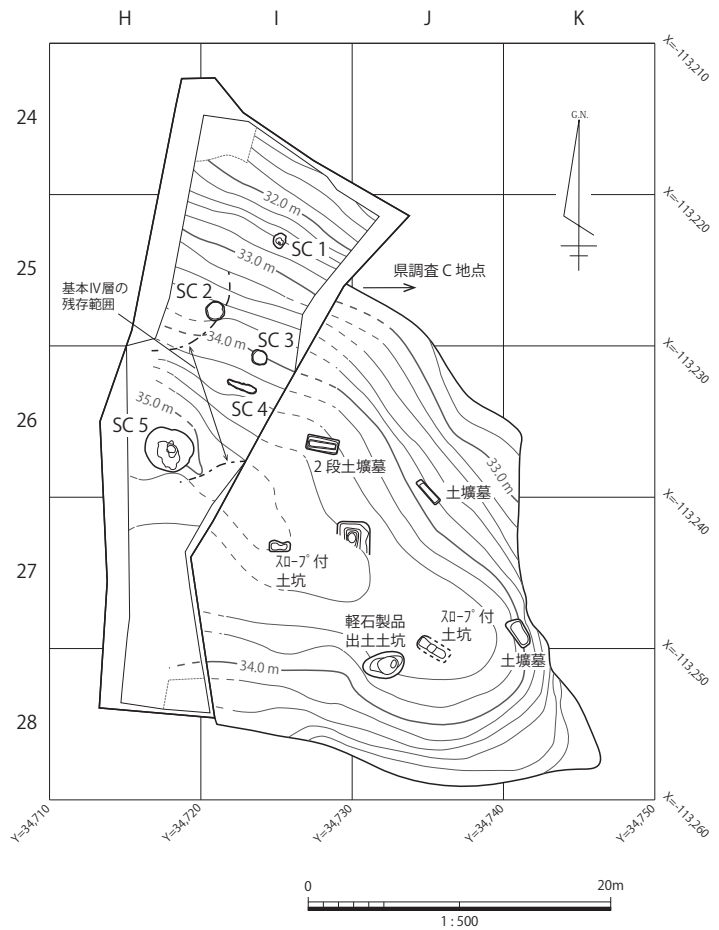 H I J K
X=-113,210
24
G.N.
32.0 m
X=-113,220
SC 1
33.0 m
25
県調査 C 地点
基本Ⅳ層の
残存範囲
SC 2
SC 3
34.0 m
X=-113,230
SC 4
35.0 m
26
SC 5
2 段土壙墓
33.0 m
土壙墓
X=-113,240
27
ｽﾛｰﾌﾟ付
土坑
軽石製品
出土土坑
ｽﾛｰﾌﾟ付
土坑
土壙墓
34.0 m
X=-113,250
28
Y=34,710 Y=34,720 Y=34,730 Y=34,740 Y=34,750
X=-113,260
0 20m
1 : 500